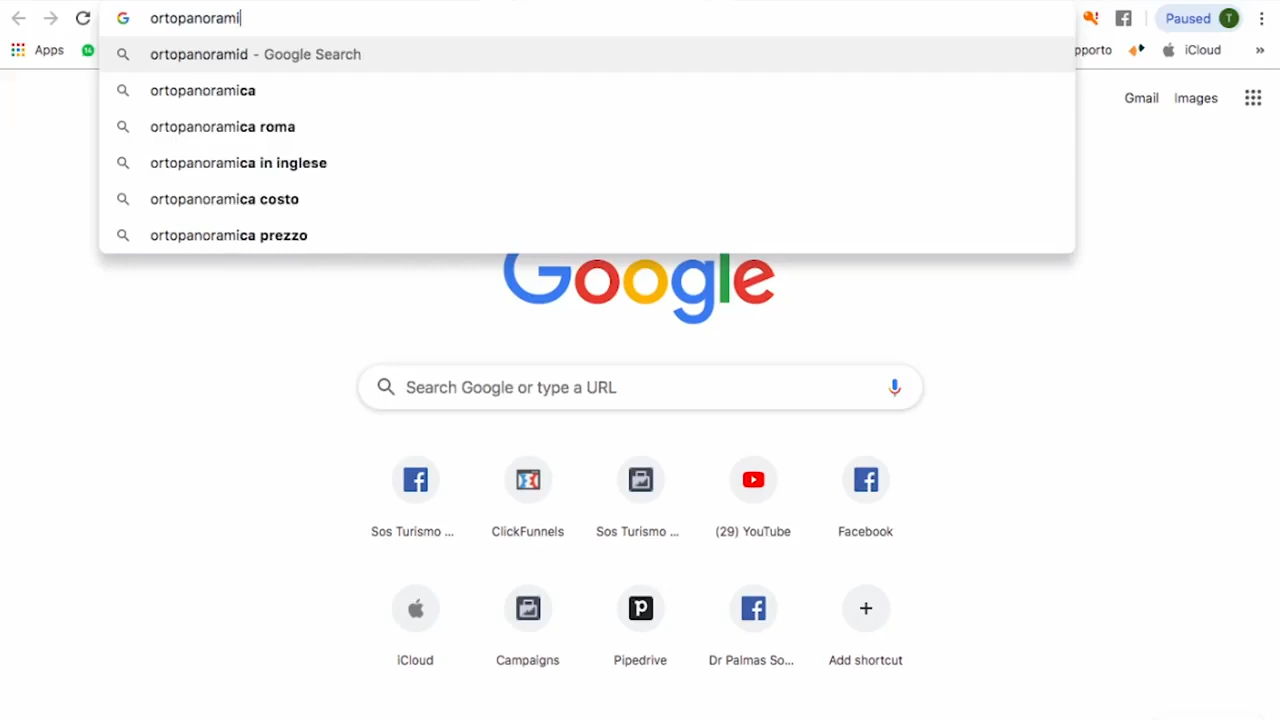 ortopanorami
Paused T
ortopanoramid - Google Search
Apps
14
pporto
iCloud
»
ortopanoramica
ortopanoramica roma
ortopanoramica in inglese
ortopanoramica costo
ortopanoramica prezzo
Gmail Images
Google
Search Google or type a URL
Sos Turismo ...
ClickFunnels
Sos Turismo ...
(29) YouTube
Facebook
iCloud
Campaigns
Pipedrive
Dr Palmas So...
Add shortcut